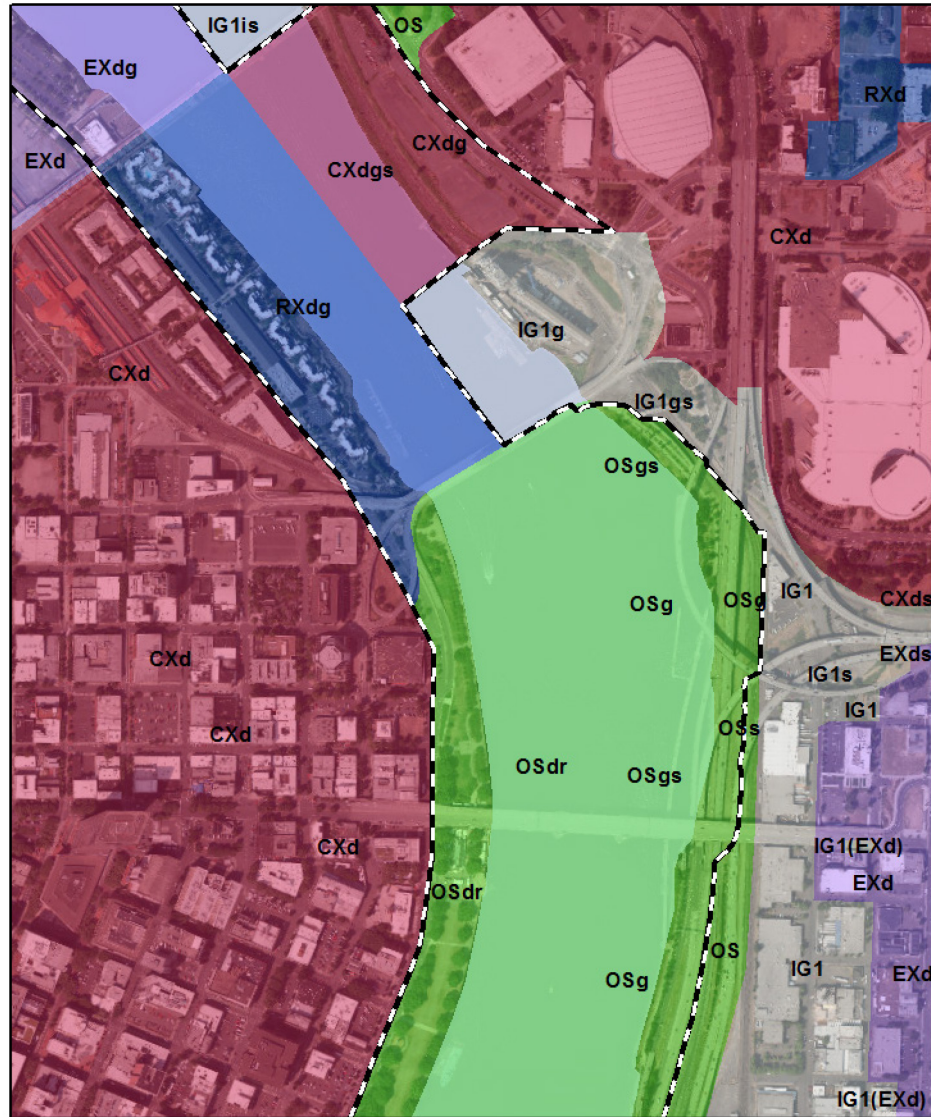 IG1is
OS
EXdg
RXd
EXd
CXdg
CXdgs
CXd
RXdg
IG1g
CXd
IG1gs
OSgs
IG1
CXds
OSg
OSg
CXd
EXds
IG1s
IG1
CXd
OSs
OSdr
OSgs
CXd
IG1(EXd)
EXd
OSdr
OS
IG1
EXd
OSg
IG1(EXd)